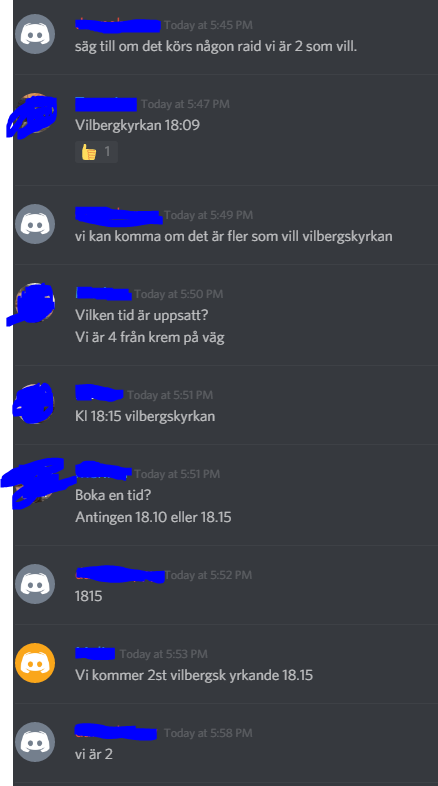 Today at 5:45 PM
säg till om det körs någon raid vi är 2 som vill.
Today at 5:47 PM
Vilbergkyrkan 18:09
1
Today at 5:49 PM
vi kan komma om det är fler som vill vilbergskyrkan
Today at 5:50 PM
Vilken tid är uppsatt?
Vi är 4 från krem på väg
Today at 5:51 PM
Kl 18:15 vilbergskyrkan
Today at 5:51 PM
Boka en tid?
Antingen 18.10 eller 18.15
Today at 5:52 PM
1815
Today at 5:53 PM
Vi kommer 2st vilbergsk yrkande 18.15
Today at 5:58 PM
vi är 2